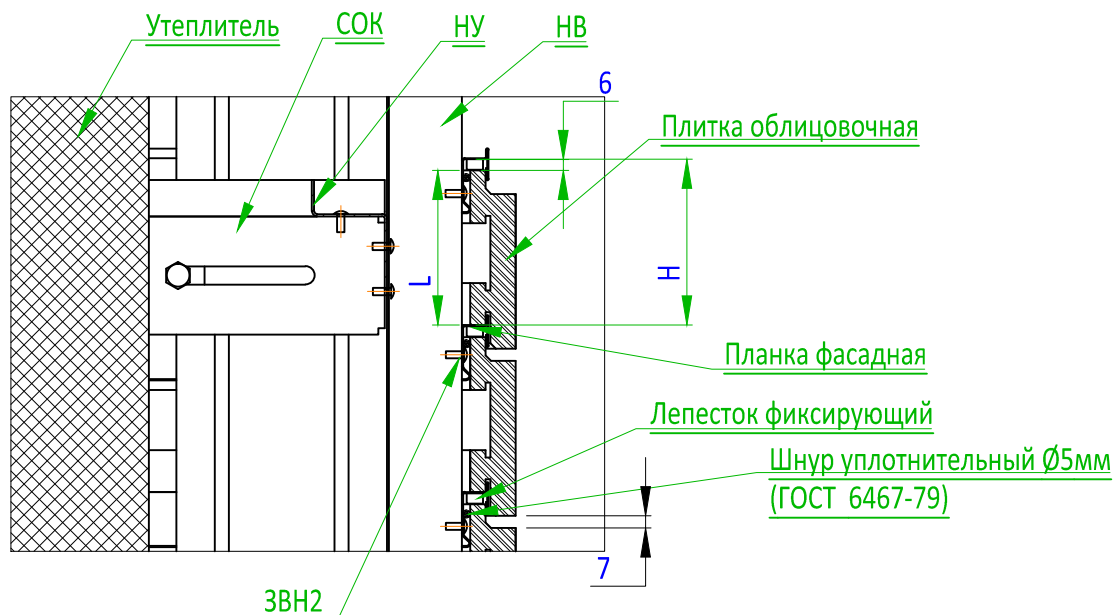 Утеплитель
СОК
НУ
НВ
6
Плитка облицовочная
L
H
Планка фасадная
Лепесток фиксирующий
Шнур уплотнительный Ø5мм
(ГОСТ 6467-79)
7
ЗВН2